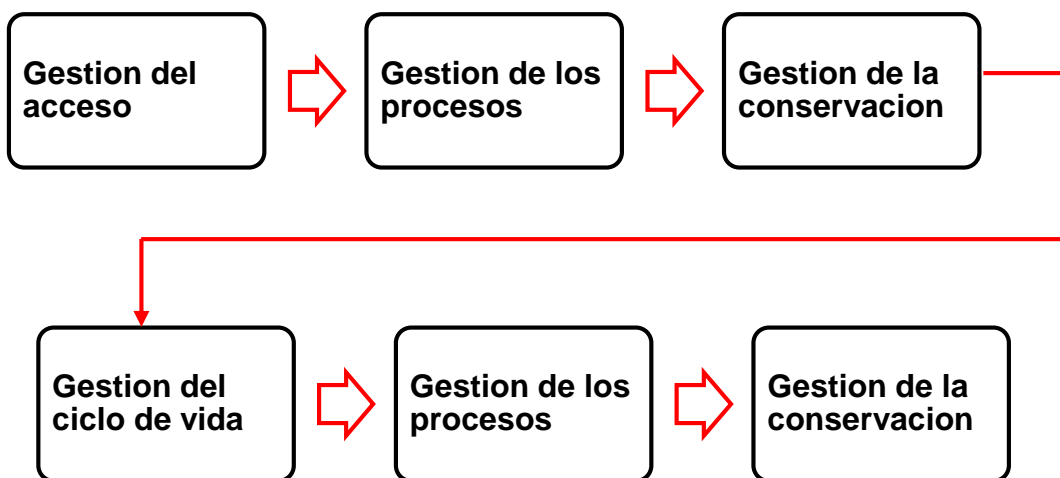 Gestion del
acceso
Gestion de los
procesos
Gestion de la
conservacion
Gestion del
ciclo de vida
Gestion de los
procesos
Gestion de la
conservacion